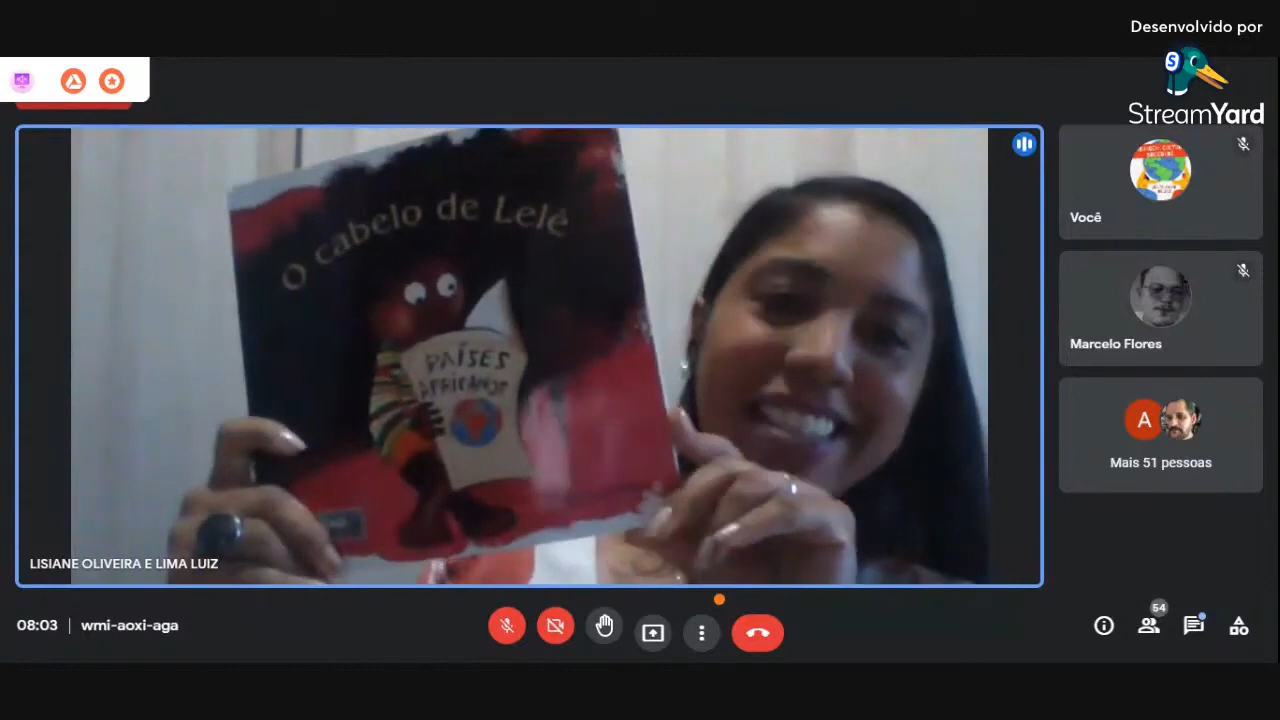 Desenvolvido por
StreamYard
O cabelo de Lelê
PAÍSES
AFRICANOS
LISIANE OLIVEIRA E LIMA LUIZ
Você
Marcelo Flores
A
Mais 51 pessoas
08:03 | wmi-aoxi-aga
54